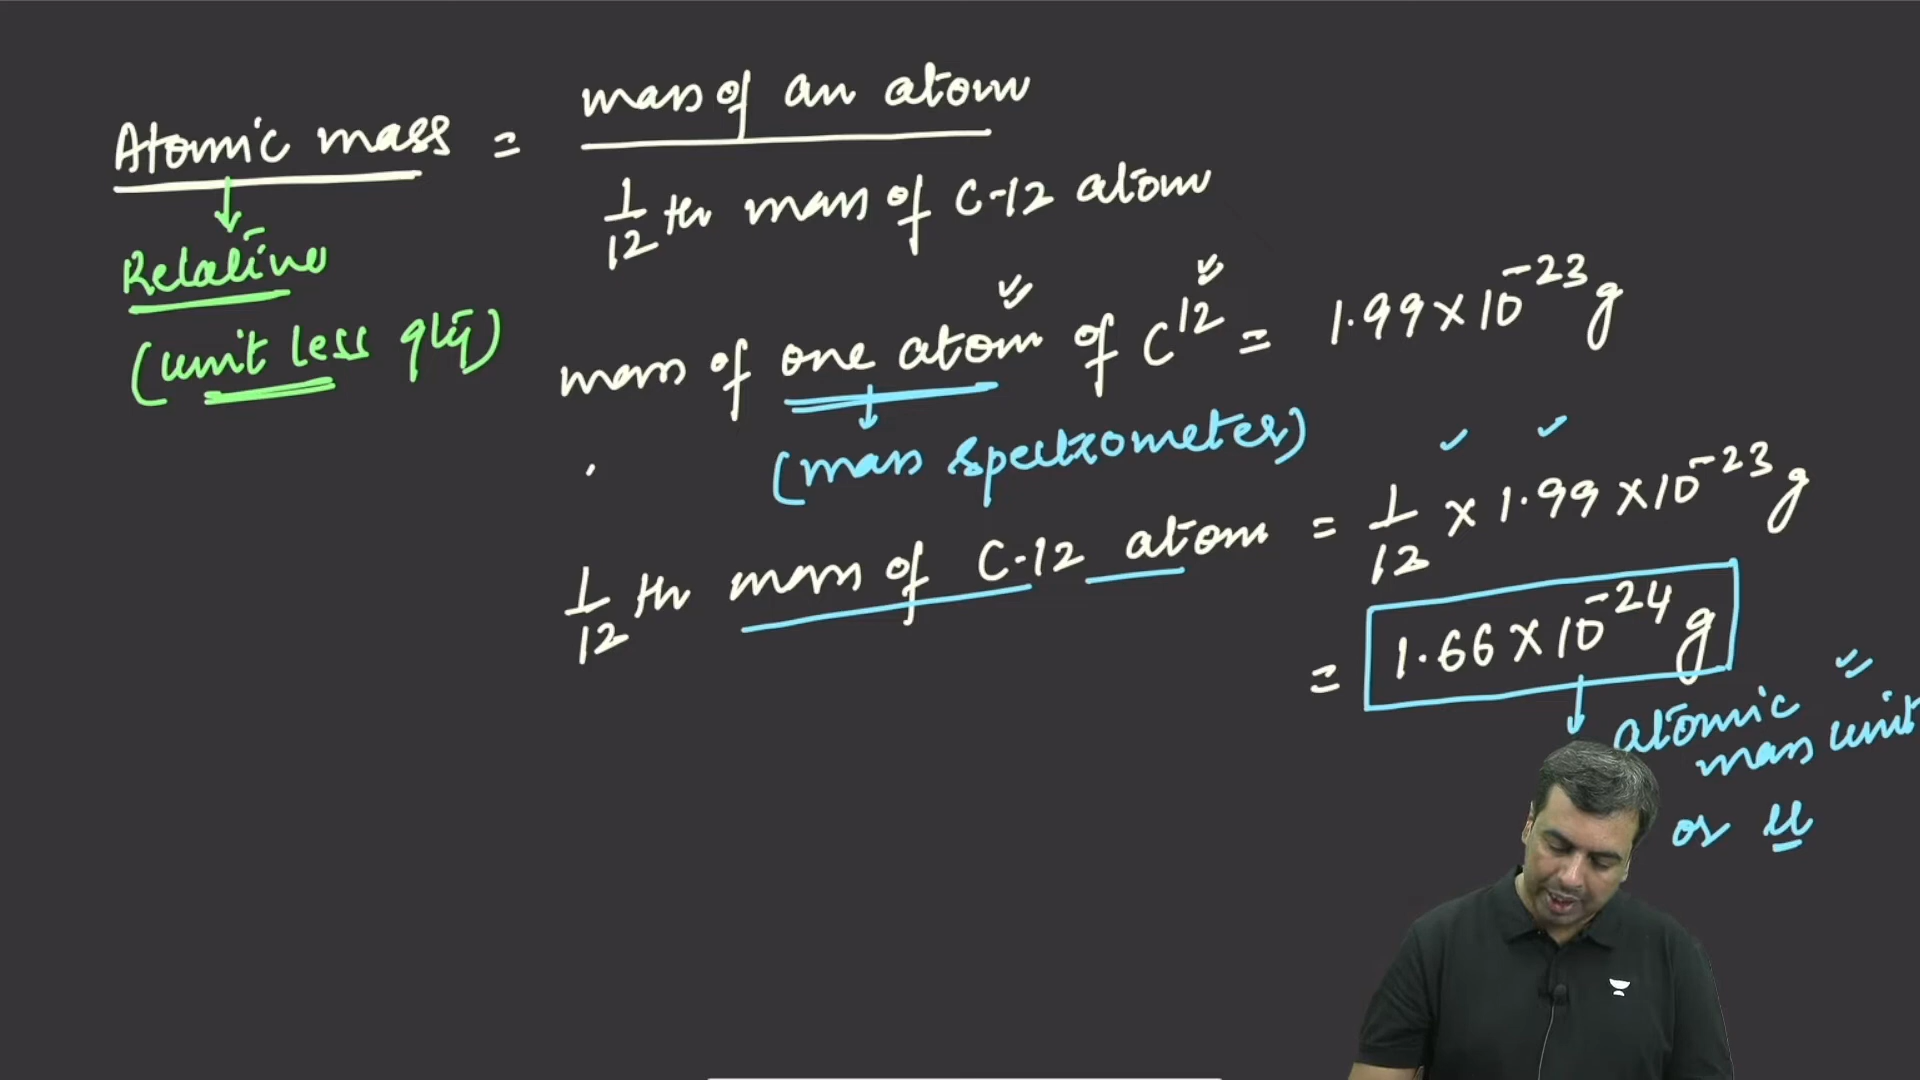 Atomic mass = mass of an atom
1/12 th mass of C-12 atom
Relative
(unit less qty)
mass of one atom of C¹² = 1.99 × 10⁻²³ g
(mass spectrometer)
1/12 th mass of C-12 atom = 1/12 × 1.99 × 10⁻²³ g
= 1.66 × 10⁻²⁴ g
atomic
mass unit
or u